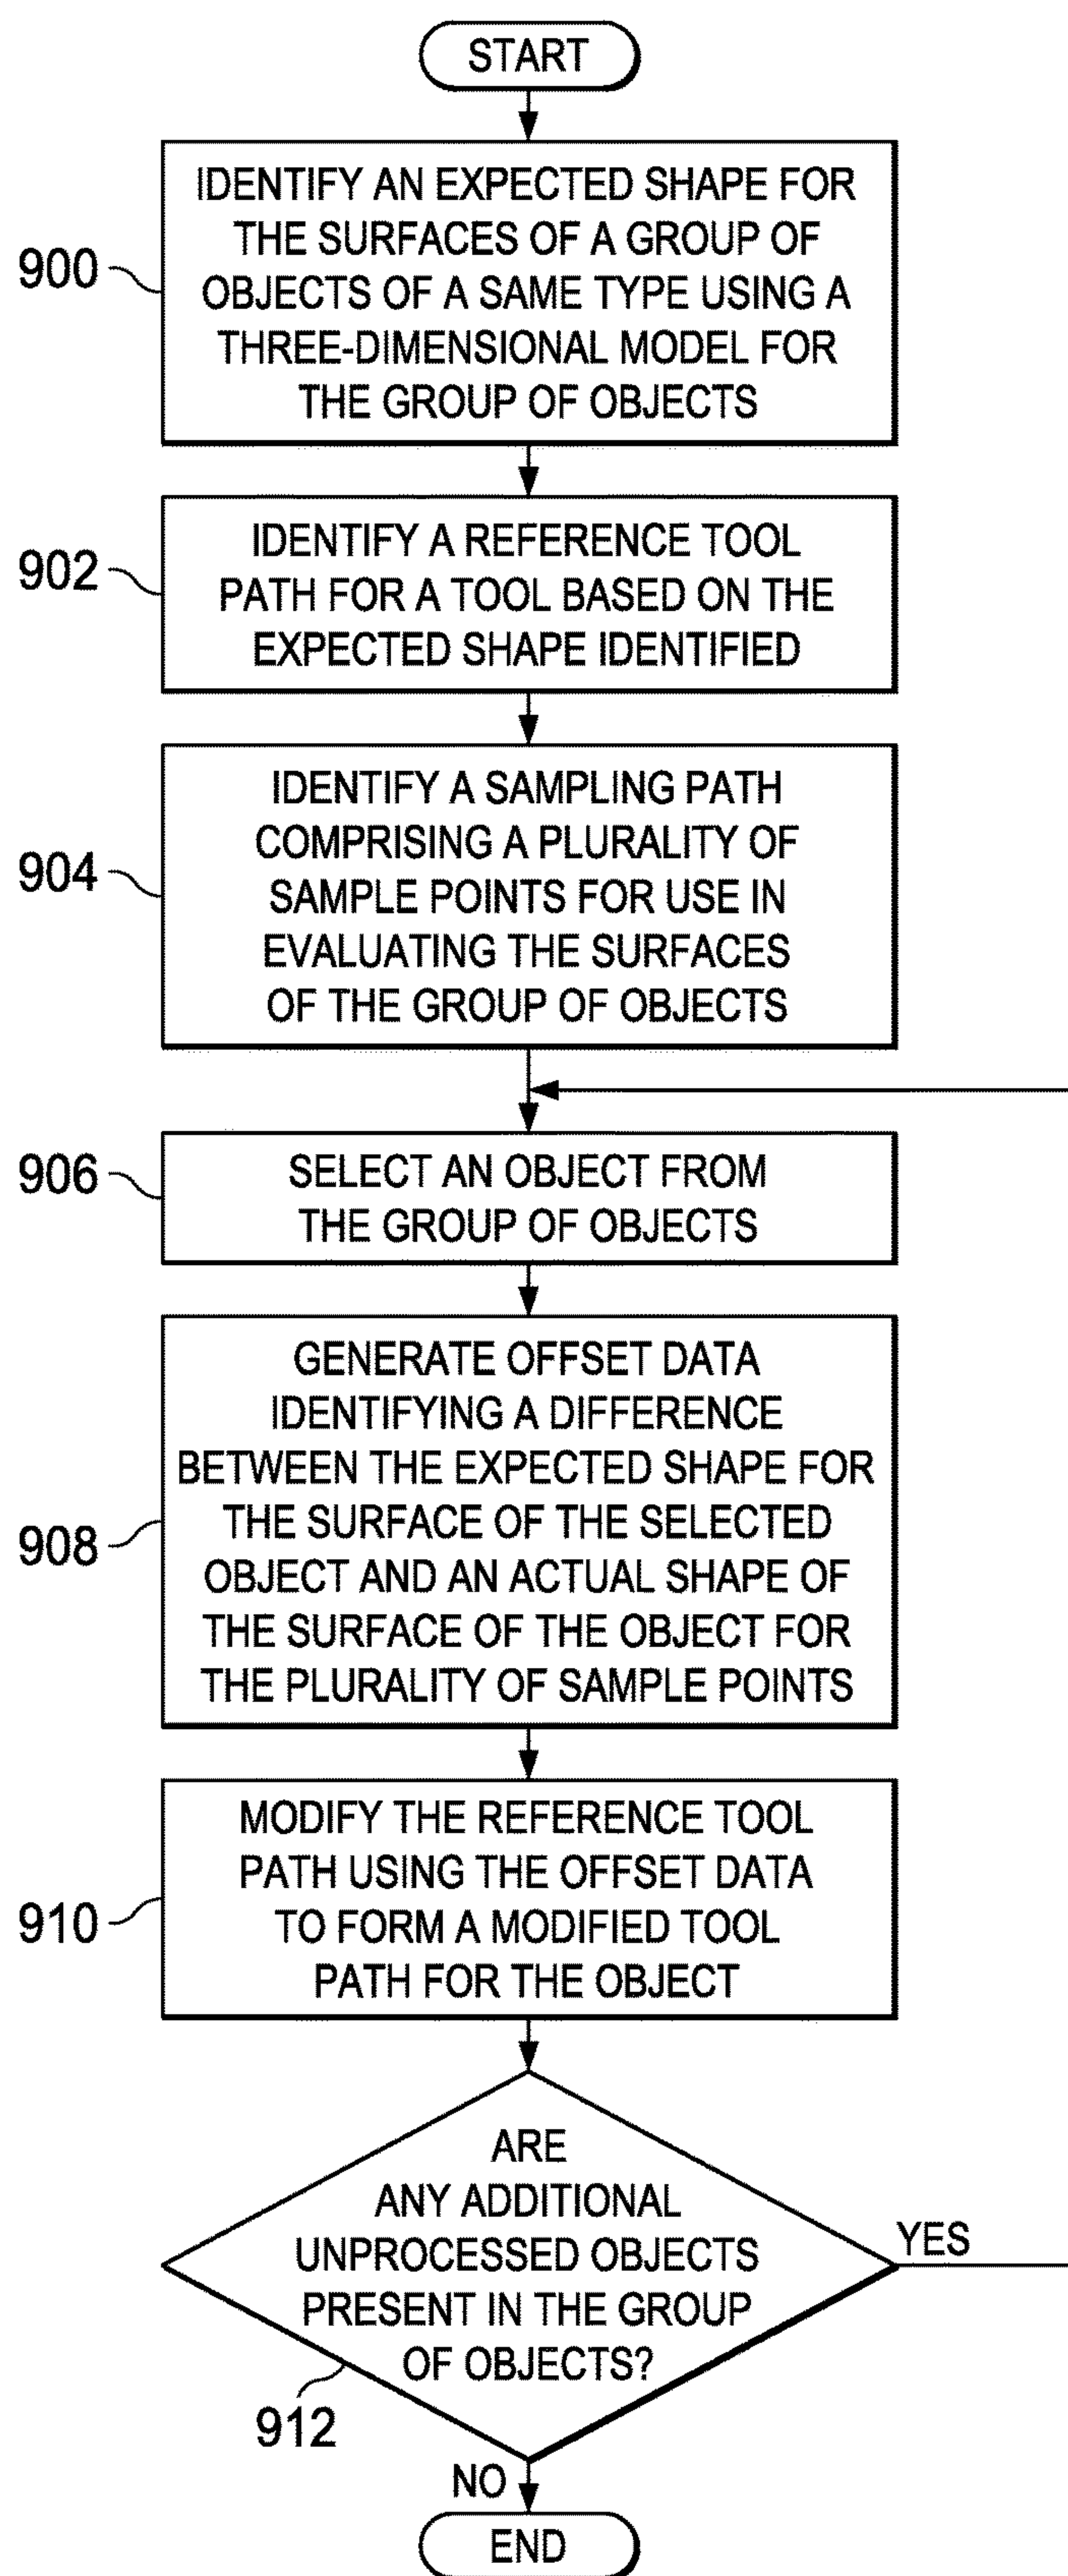 START
900
IDENTIFY AN EXPECTED SHAPE FOR
THE SURFACES OF A GROUP OF
OBJECTS OF A SAME TYPE USING A
THREE-DIMENSIONAL MODEL FOR
THE GROUP OF OBJECTS
902
IDENTIFY A REFERENCE TOOL
PATH FOR A TOOL BASED ON THE
EXPECTED SHAPE IDENTIFIED
904
IDENTIFY A SAMPLING PATH
COMPRISING A PLURALITY OF
SAMPLE POINTS FOR USE IN
EVALUATING THE SURFACES
OF THE GROUP OF OBJECTS
906
SELECT AN OBJECT FROM
THE GROUP OF OBJECTS
908
GENERATE OFFSET DATA
IDENTIFYING A DIFFERENCE
BETWEEN THE EXPECTED SHAPE FOR
THE SURFACE OF THE SELECTED
OBJECT AND AN ACTUAL SHAPE OF
THE SURFACE OF THE OBJECT FOR
THE PLURALITY OF SAMPLE POINTS
910
MODIFY THE REFERENCE TOOL
PATH USING THE OFFSET DATA
TO FORM A MODIFIED TOOL
PATH FOR THE OBJECT
ARE
ANY ADDITIONAL
UNPROCESSED OBJECTS
PRESENT IN THE GROUP
OF OBJECTS?
YES
912
NO
END